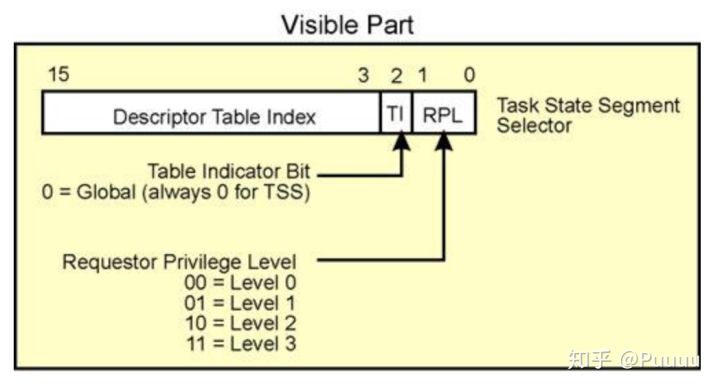 Visible Part
15 3 2 1 0
Descriptor Table Index TI RPL
Task State Segment
Selector
Table Indicator Bit
0 = Global (always 0 for TSS)
Requestor Privilege Level
00 = Level 0
01 = Level 1
10 = Level 2
11 = Level 3
知乎 @Puuuu